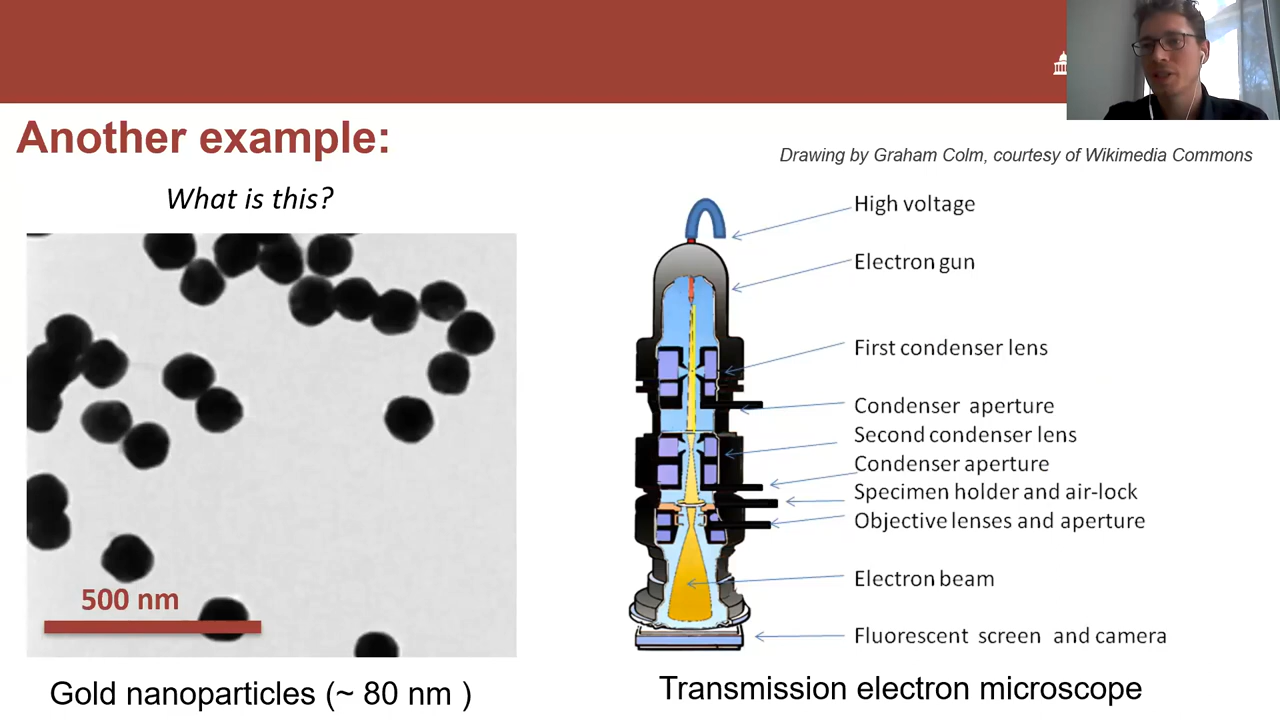 Another example:
What is this?
500 nm
Gold nanoparticles (~ 80 nm )
Drawing by Graham Colm, courtesy of Wikimedia Commons
High voltage
Electron gun
First condenser lens
Condenser aperture
Second condenser lens
Condenser aperture
Specimen holder and air-lock
Objective lenses and aperture
Electron beam
Fluorescent screen and camera
Transmission electron microscope